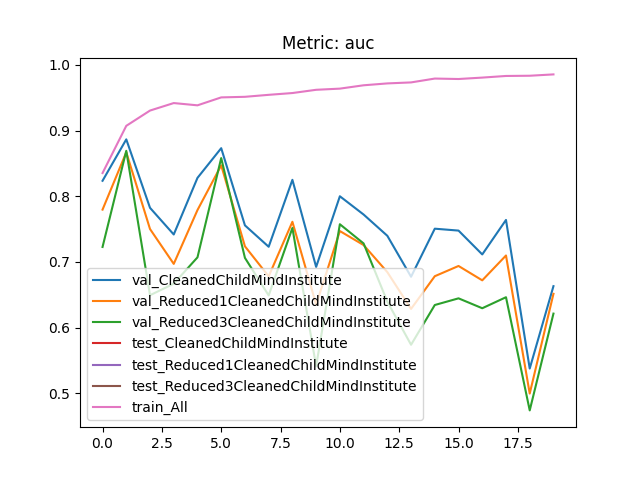 Metric: auc
1.0
0.9
0.8
0.7
0.6
0.5
val_CleanedChildMindInstitute
val_Reduced1CleanedChildMindInstitute
val_Reduced3CleanedChildMindInstitute
test_CleanedChildMindInstitute
test_Reduced1CleanedChildMindInstitute
test_Reduced3CleanedChildMindInstitute
train_All
0.0 2.5 5.0 7.5 10.0 12.5 15.0 17.5